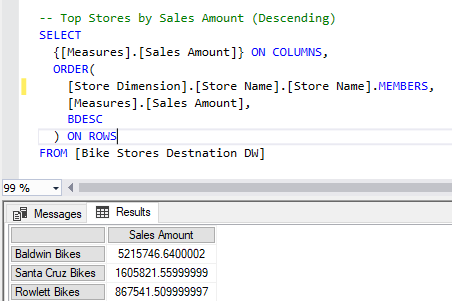 -- Top Stores by Sales Amount (Descending)
SELECT
{[Measures].[Sales Amount]} ON COLUMNS,
ORDER(
[Store Dimension].[Store Name].[Store Name].MEMBERS,
[Measures].[Sales Amount],
BDESC
) ON ROWS
FROM [Bike Stores Destnation DW]
99 %
Messages Results
Sales Amount
Baldwin Bikes 5215746.6400002
Santa Cruz Bikes 1605821.55999999
Rowlett Bikes 867541.509999997